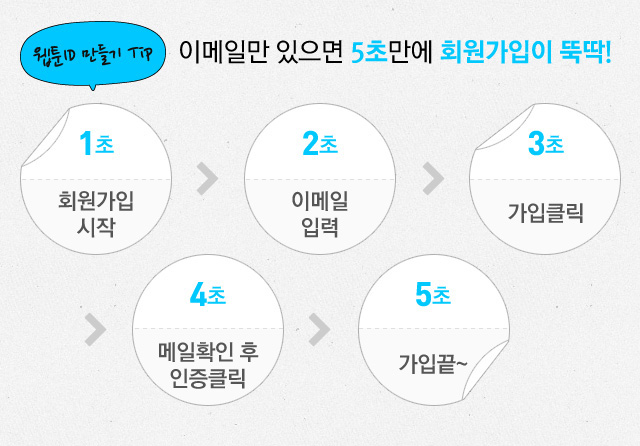 웹툰ID 만들기 Tip
이메일만 있으면 5초만에 회원가입이 뚝딱!
1초
회원가입
시작
2초
이메일
입력
3초
가입클릭
4초
메일확인 후
인증클릭
5초
가입끝~